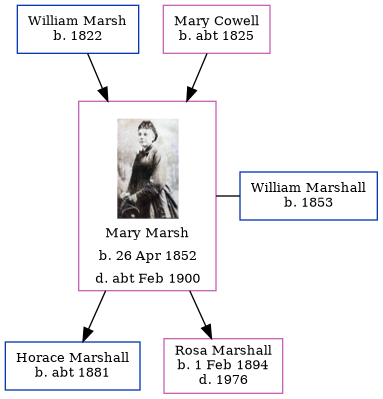 William Marsh
b. 1822
Mary Cowell
b. abt 1825
Mary Marsh
b. 26 Apr 1852
d. abt Feb 1900
William Marshall
b. 1853
Horace Marshall
b. abt 1881
Rosa Marshall
b. 1 Feb 1894
d. 1976